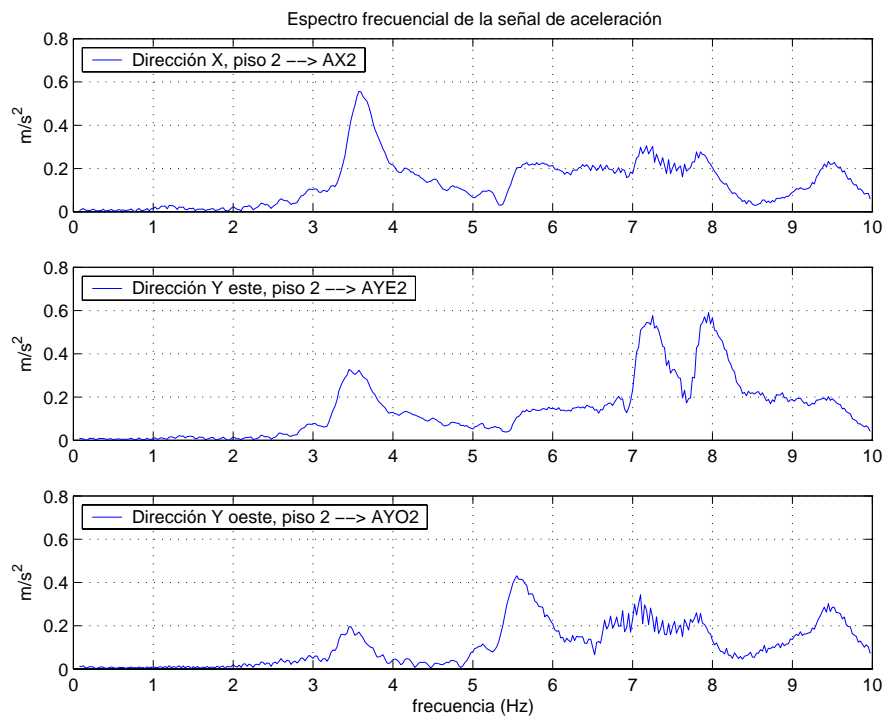 Espectro frecuencial de la señal de aceleración
0.8
Dirección X, piso 2 −−> AX2
0.6
m/s2
0.4
0.2
0
0 1 2 3 4 5 6 7 8 9 10
0.8
Dirección Y este, piso 2 −−> AYE2
0.6
m/s2
0.4
0.2
0
0 1 2 3 4 5 6 7 8 9 10
0.8
Dirección Y oeste, piso 2 −−> AYO2
0.6
m/s2
0.4
0.2
0
0 1 2 3 4 5 6 7 8 9 10
frecuencia (Hz)